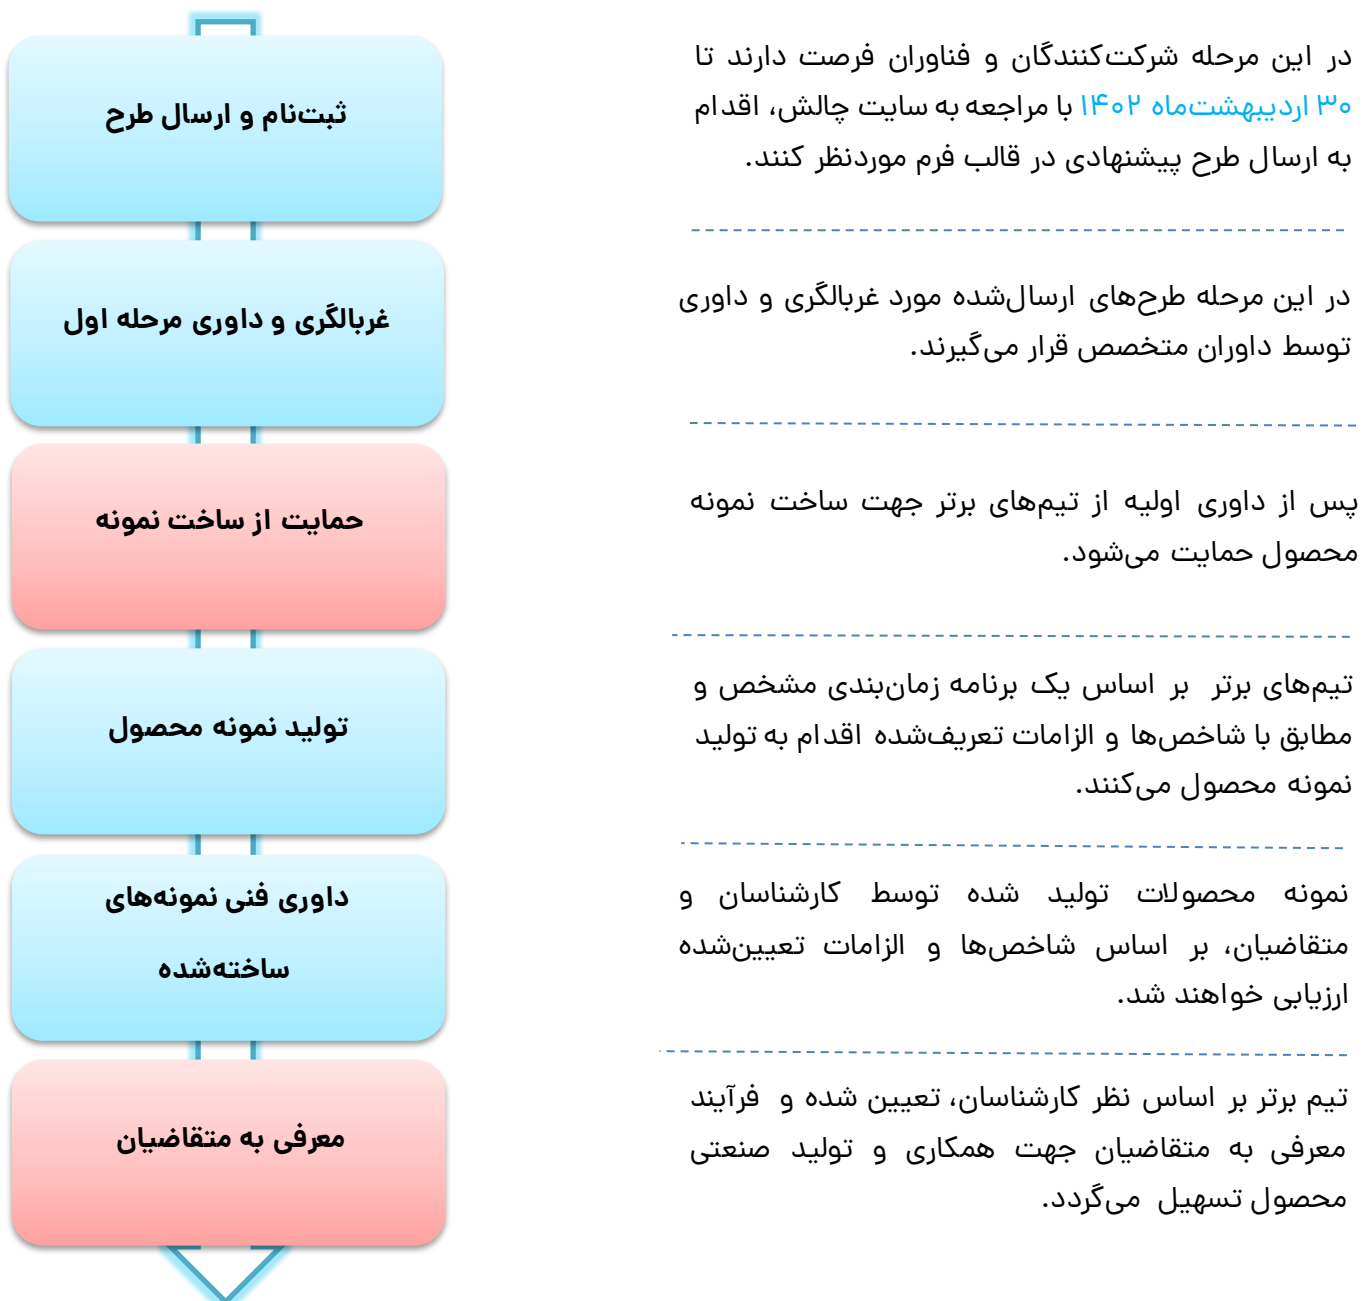 ثبت‌نام و ارسال طرح
در این مرحله شرکت‌کنندگان و فناوران فرصت دارند تا
۳۰ اردیبهشت‌ماه ۱۴۰۲ با مراجعه به سایت چالش، اقدام
به ارسال طرح پیشنهادی در قالب فرم موردنظر کنند.
غربالگری و داوری مرحله اول
در این مرحله طرح‌های ارسال‌شده مورد غربالگری و داوری
توسط داوران متخصص قرار می‌گیرند.
حمایت از ساخت نمونه
پس از داوری اولیه از تیم‌های برتر جهت ساخت نمونه
محصول حمایت می‌شود.
تولید نمونه محصول
تیم‌های برتر بر اساس یک برنامه زمان‌بندی مشخص و
مطابق با شاخص‌ها و الزامات تعریف‌شده اقدام به تولید
نمونه محصول می‌کنند.
داوری فنی نمونه‌های
ساخته‌شده
نمونه محصولات تولید شده توسط کارشناسان و
متقاضیان، بر اساس شاخص‌ها و الزامات تعیین‌شده
ارزیابی خواهند شد.
معرفی به متقاضیان
تیم برتر بر اساس نظر کارشناسان، تعیین شده و فرآیند
معرفی به متقاضیان جهت همکاری و تولید صنعتی
محصول تسهیل می‌گردد.